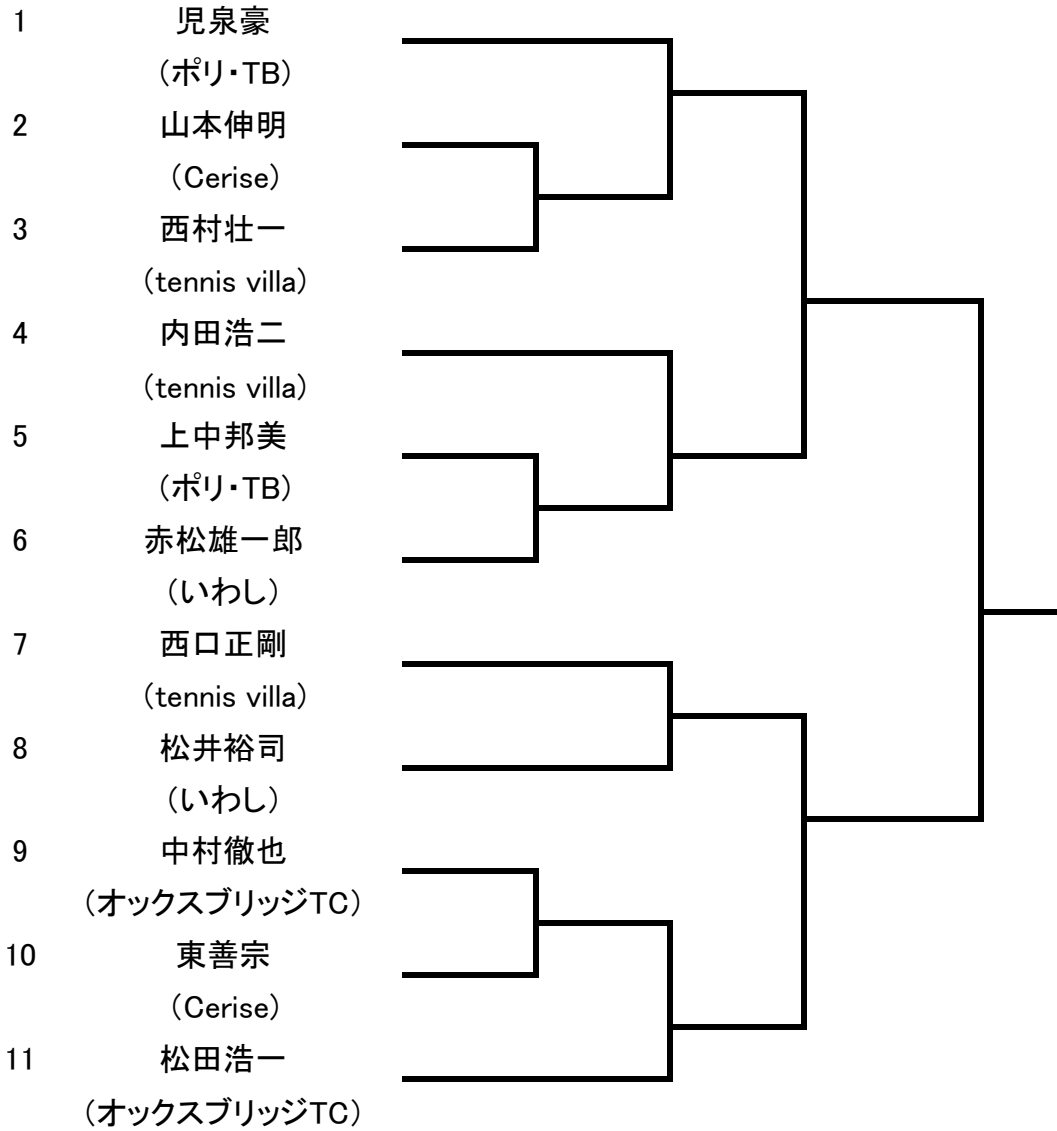 1 児泉豪
(ポリ・TB)
2 山本伸明
(Cerise)
3 西村壮一
(tennis villa)
4 内田浩二
(tennis villa)
5 上中邦美
(ポリ・TB)
6 赤松雄一郎
(いわし)
7 西口正剛
(tennis villa)
8 松井裕司
(いわし)
9 中村徹也
(オックスブリッジTC)
10 東善宗
(Cerise)
11 松田浩一
(オックスブリッジTC)